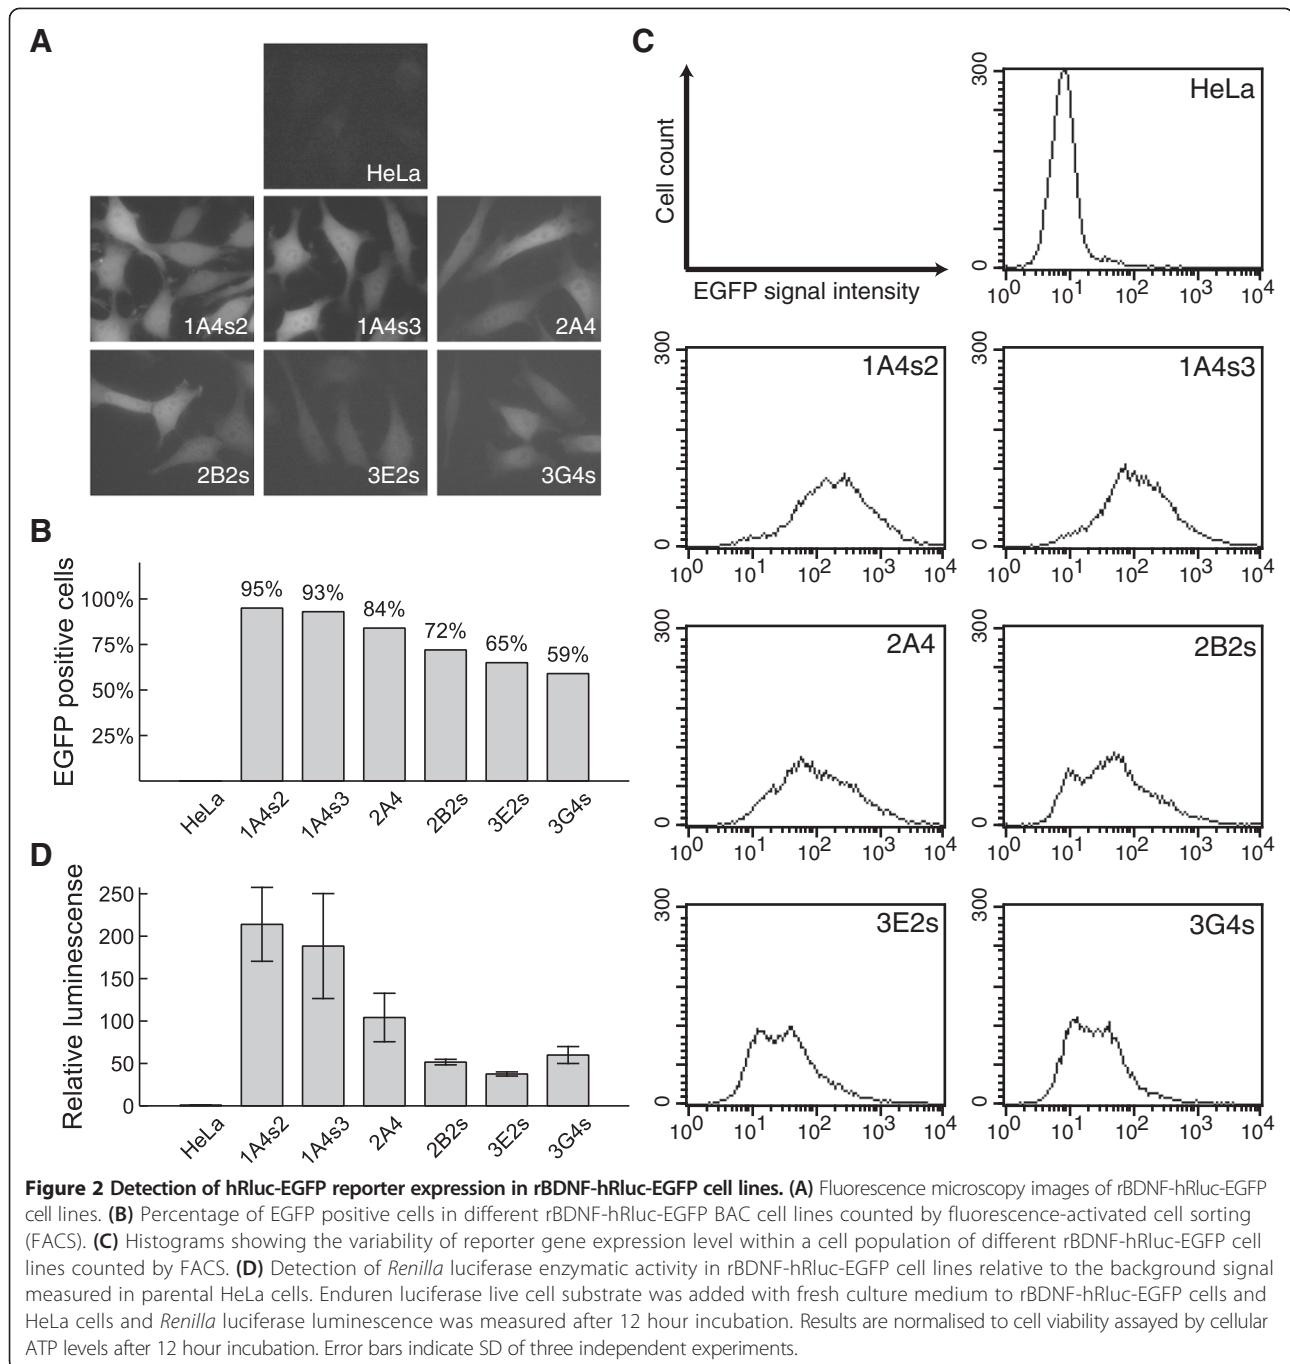 A
HeLa
1A4s2
1A4s3
2A4
2B2s
3E2s
3G4s
B
EGFP positive cells
100%
75%
50%
25%
95%
93%
84%
72%
65%
59%
HeLa
1A4s2
1A4s3
2A4
2B2s
3E2s
3G4s
D
Relative luminescense
250
200
150
100
50
0
HeLa
1A4s2
1A4s3
2A4
2B2s
3E2s
3G4s
C
Cell count
EGFP signal intensity
HeLa
300
0
10⁰ 10¹ 10² 10³ 10⁴
1A4s2
300
0
10⁰ 10¹ 10² 10³ 10⁴
1A4s3
300
0
10⁰ 10¹ 10² 10³ 10⁴
2A4
300
0
10⁰ 10¹ 10² 10³ 10⁴
2B2s
300
0
10⁰ 10¹ 10² 10³ 10⁴
3E2s
300
0
10⁰ 10¹ 10² 10³ 10⁴
3G4s
300
0
10⁰ 10¹ 10² 10³ 10⁴
Figure 2 Detection of hRluc-EGFP reporter expression in rBDNF-hRluc-EGFP cell lines. (A) Fluorescence microscopy images of rBDNF-hRluc-EGFP
cell lines. (B) Percentage of EGFP positive cells in different rBDNF-hRluc-EGFP BAC cell lines counted by fluorescence-activated cell sorting
(FACS). (C) Histograms showing the variability of reporter gene expression level within a cell population of different rBDNF-hRluc-EGFP cell
lines counted by FACS. (D) Detection of Renilla luciferase enzymatic activity in rBDNF-hRluc-EGFP cell lines relative to the background signal
measured in parental HeLa cells. Enduren luciferase live cell substrate was added with fresh culture medium to rBDNF-hRluc-EGFP cells and
HeLa cells and Renilla luciferase luminescence was measured after 12 hour incubation. Results are normalised to cell viability assayed by cellular
ATP levels after 12 hour incubation. Error bars indicate SD of three independent experiments.